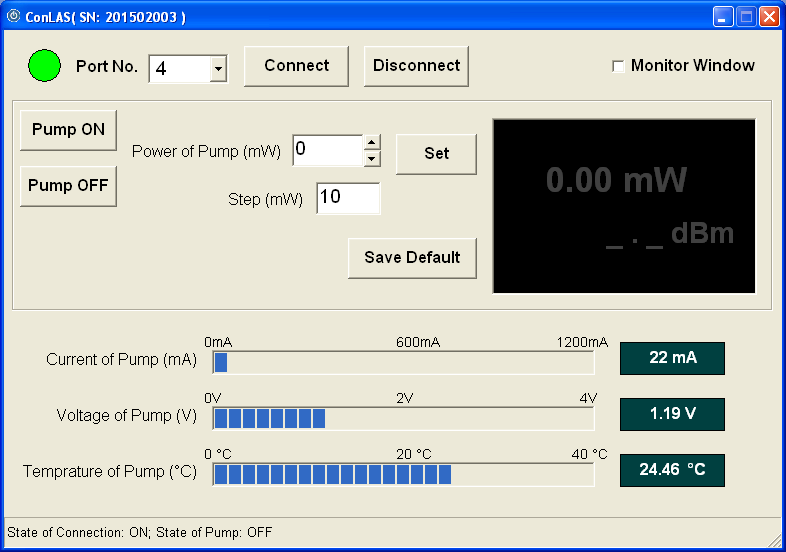 ConLAS( SN: 201502003 )
Port No. 4 Connect Disconnect Monitor Window
Pump ON
Power of Pump (mW) 0 Set
Pump OFF
Step (mW) 10
Save Default
0.00 mW
_ . _ dBm
0mA 600mA 1200mA
Current of Pump (mA) 22 mA
0V 2V 4V
Voltage of Pump (V) 1.19 V
0 °C 20 °C 40 °C
Temprature of Pump (°C) 24.46 °C
State of Connection: ON; State of Pump: OFF